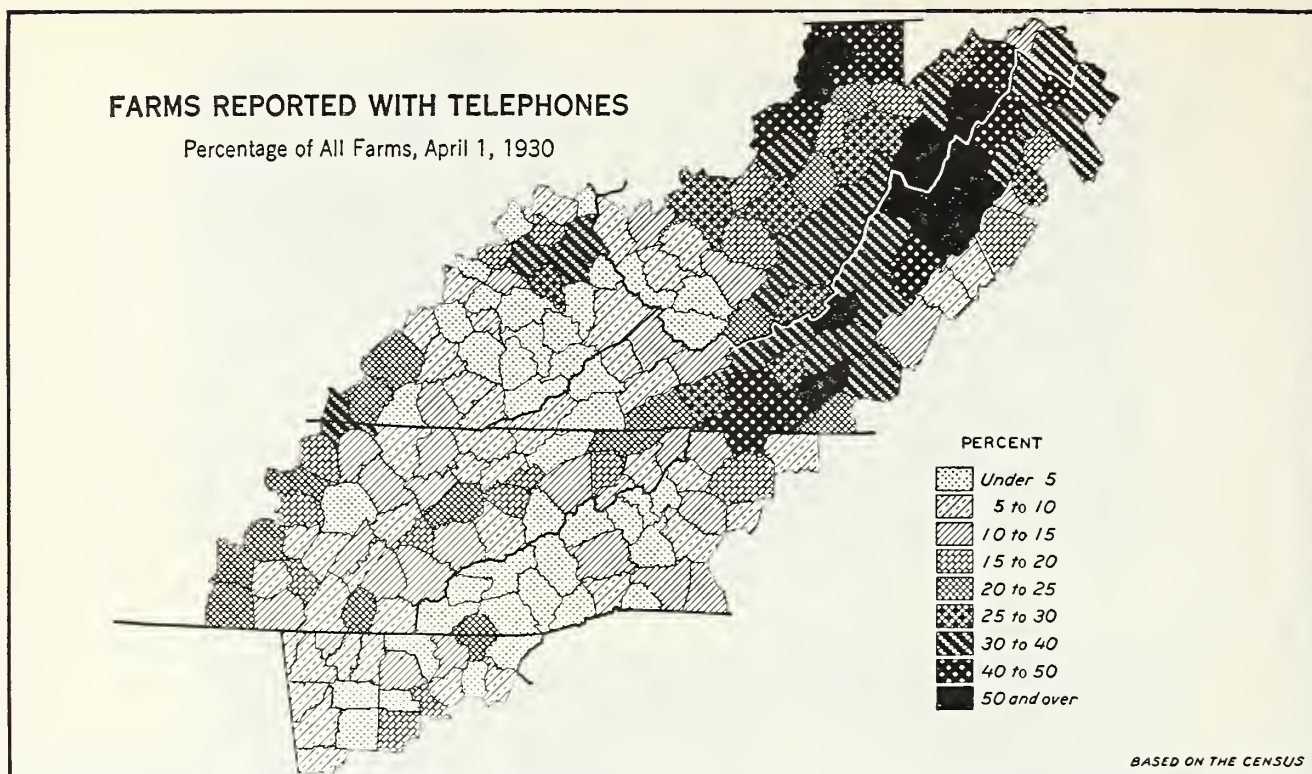 FARMS REPORTED WITH TELEPHONES
Percentage of All Farms, April 1, 1930
PERCENT
Under 5
5 to 10
10 to 15
15 to 20
20 to 25
25 to 30
30 to 40
40 to 50
50 and over
BASED ON THE CENSUS